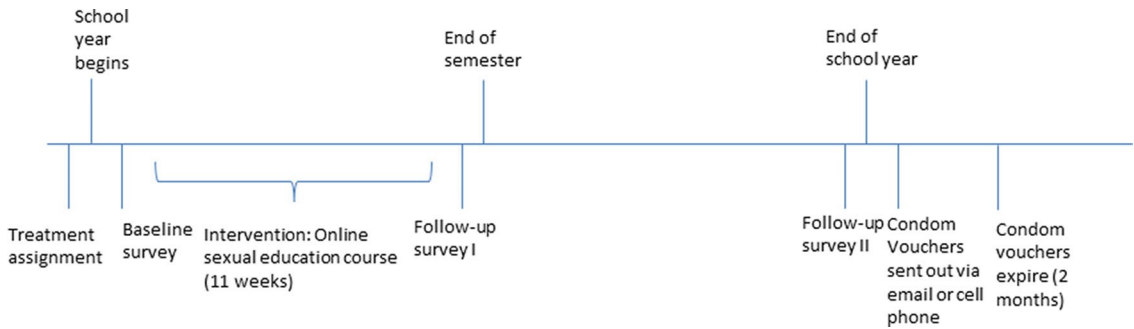 School
year
begins
End of
semester
End of
school year
Treatment
assignment
Baseline
survey
Intervention: Online
sexual education course
(11 weeks)
Follow-up
survey I
Follow-up
survey II
Condom
Vouchers
sent out via
email or cell
phone
Condom
vouchers
expire (2
months)